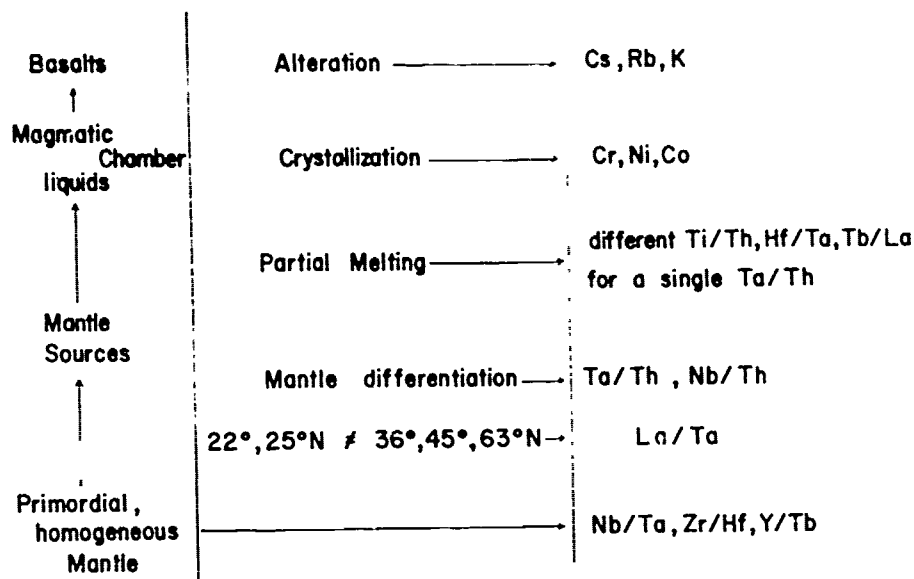 Basalts
Alteration
Cs, Rb, K
Magmatic
Chamber
liquids
Crystallization
Cr, Ni, Co
Partial Melting
different Ti/Th, Hf/Ta, Tb/La
for a single Ta/Th
Mantle
Sources
Mantle differentiation
Ta/Th , Nb/Th
22°, 25°N ≠ 36°, 45°, 63°N
La/Ta
Primordial ,
homogeneous
Mantle
Nb/Ta, Zr/Hf, Y/Tb